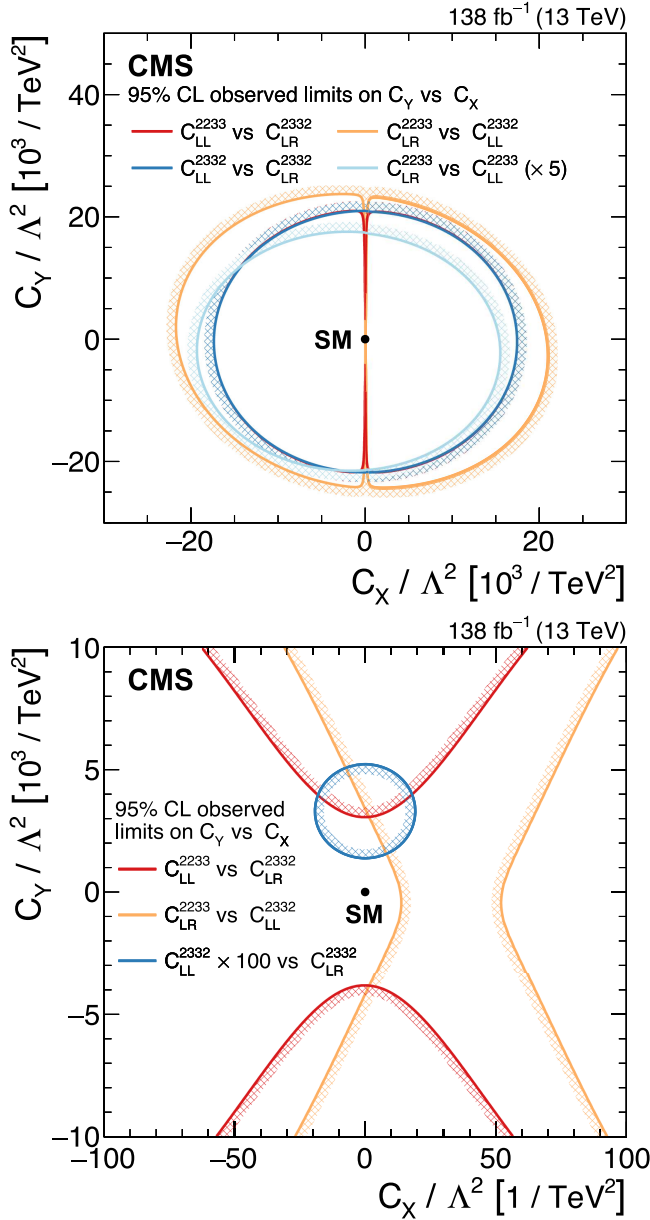 138 fb⁻¹ (13 TeV)
CMS
95% CL observed limits on C_Y vs C_X
C_LL^2233 vs C_LR^2332
C_LR^2233 vs C_LL^2332
C_LL^2332 vs C_LR^2332
C_LR^2233 vs C_LL^2233 (× 5)
C_Y / Λ² [10³ / TeV²]
40
20
0
−20
SM
−20 0 20
C_X / Λ² [10³ / TeV²]
138 fb⁻¹ (13 TeV)
CMS
C_Y / Λ² [10³ / TeV²]
10
5
0
−5
−10
95% CL observed
limits on C_Y vs C_X
C_LL^2233 vs C_LR^2332
C_LR^2233 vs C_LL^2332
C_LL^2332 × 100 vs C_LR^2332
SM
−100 −50 0 50 100
C_X / Λ² [1 / TeV²]